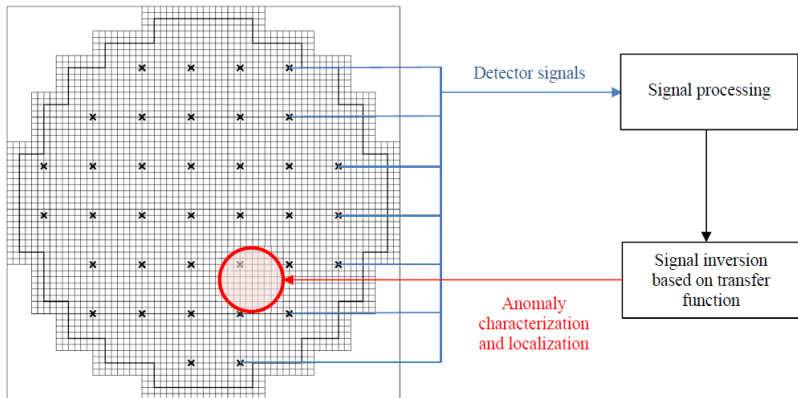 Detector signals
Signal processing
Signal inversion
based on transfer
function
Anomaly
characterization
and localization